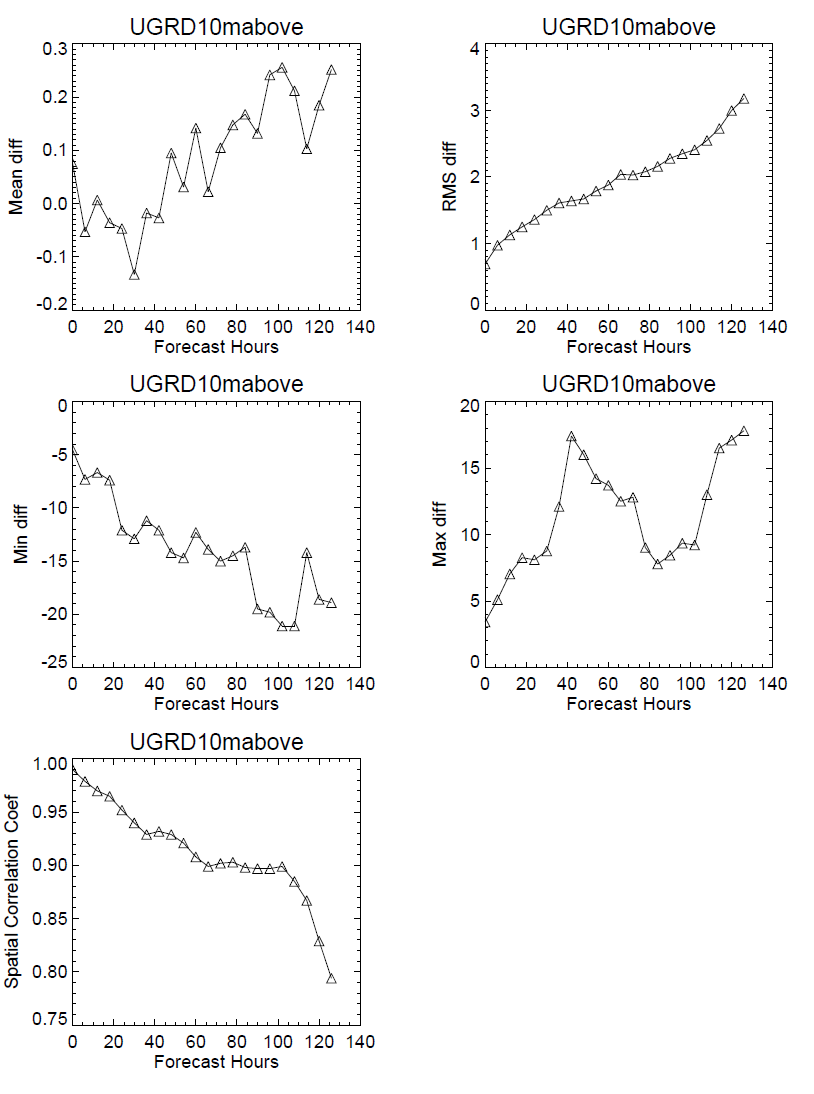 UGRD10mabove
0.3
0.2
0.1
0.0
-0.1
-0.2
Mean diff
0 20 40 60 80 100 120 140
Forecast Hours
UGRD10mabove
4
3
2
1
0
RMS diff
0 20 40 60 80 100 120 140
Forecast Hours
UGRD10mabove
0
-5
-10
-15
-20
-25
Min diff
0 20 40 60 80 100 120 140
Forecast Hours
UGRD10mabove
20
15
10
5
0
Max diff
0 20 40 60 80 100 120 140
Forecast Hours
UGRD10mabove
1.00
0.95
0.90
0.85
0.80
0.75
Spatial Correlation Coef
0 20 40 60 80 100 120 140
Forecast Hours